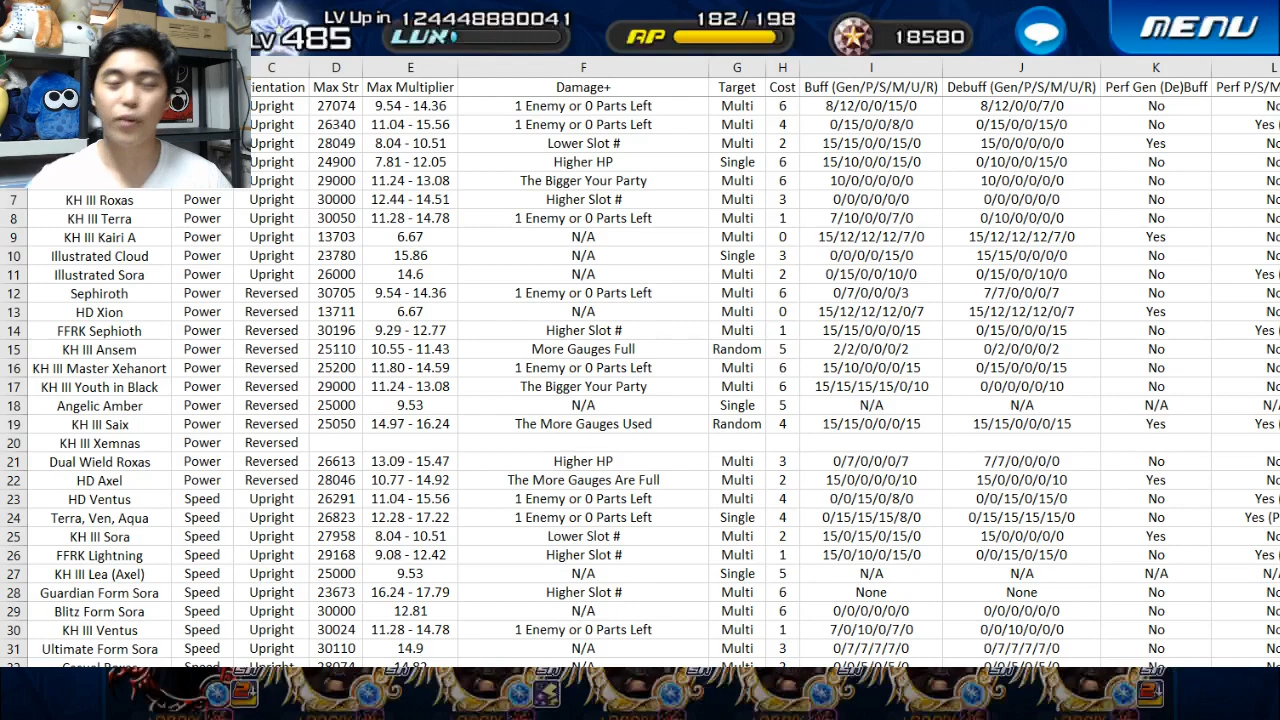 LV Up in 124448880041
LV 485
LUX
AP
182 / 198
18580
MENU
C D E F G H I J K L
ientation Max Str Max Multiplier Damage+ Target Cost Buff (Gen/P/S/M/U/R) Debuff (Gen/P/S/M/U/R) Perf Gen (De)Buff Perf P/S/M
Upright 27074 9.54 - 14.36 1 Enemy or 0 Parts Left Multi 6 8/12/0/0/15/0 8/12/0/0/7/0 No No
Upright 26340 11.04 - 15.56 1 Enemy or 0 Parts Left Multi 4 0/15/0/0/8/0 0/15/0/0/15/0 No Yes (
Upright 28049 8.04 - 10.51 Lower Slot # Multi 2 15/15/0/0/15/0 15/0/0/0/0/0 Yes No
Upright 24900 7.81 - 12.05 Higher HP Single 6 15/10/0/0/15/0 0/10/0/0/15/0 No No
Upright 29000 11.24 - 13.08 The Bigger Your Party Multi 6 10/0/0/0/0/0 10/0/0/0/0/0 No No
7 KH III Roxas Power Upright 30000 12.44 - 14.51 Higher Slot # Multi 3 0/0/0/0/0/0 0/0/0/0/0/0 No No
8 KH III Terra Power Upright 30050 11.28 - 14.78 1 Enemy or 0 Parts Left Multi 1 7/10/0/0/7/0 0/10/0/0/0/0 No No
9 KH III Kairi A Power Upright 13703 6.67 N/A Multi 0 15/12/12/12/7/0 15/12/12/12/7/0 Yes No
10 Illustrated Cloud Power Upright 23780 15.86 N/A Single 3 0/0/0/0/15/0 15/15/0/0/0/0 No No
11 Illustrated Sora Power Upright 26000 14.6 N/A Multi 2 0/15/0/0/10/0 0/15/0/0/10/0 No Yes (
12 Sephiroth Power Reversed 30705 9.54 - 14.36 1 Enemy or 0 Parts Left Multi 6 0/7/0/0/3 7/7/0/0/7 No No
13 HD Xion Power Reversed 13711 6.67 N/A Multi 0 15/12/12/12/0/7 15/12/12/12/0/7 Yes No
14 FFRK Sephioth Power Reversed 30196 9.29 - 12.77 Higher Slot # Multi 1 15/15/0/0/0/15 0/15/0/0/0/15 No Yes (
15 KH III Ansem Power Reversed 25110 10.55 - 11.43 More Gauges Full Random 5 2/2/0/0/0/2 0/2/0/0/0/2 No No
16 KH III Master Xehanort Power Reversed 25200 11.80 - 14.59 1 Enemy or 0 Parts Left Multi 6 15/10/0/0/0/15 0/15/0/0/0/15 No No
17 KH III Youth in Black Power Reversed 29000 11.24 - 13.08 The Bigger Your Party Multi 6 15/15/15/15/0/10 0/0/0/0/0/10 No No
18 Angelic Amber Power Reversed 25000 9.53 N/A Single 5 N/A N/A N/A N/A
19 KH III Saix Power Reversed 25050 14.97 - 16.24 The More Gauges Used Random 4 15/15/0/0/0/15 15/15/0/0/0/15 Yes Yes (
20 KH III Xemnas Power Reversed
21 Dual Wield Roxas Power Reversed 26613 13.09 - 15.47 Higher HP Multi 3 0/7/0/0/0/7 7/7/0/0/0/0 No No
22 HD Axel Power Reversed 28046 10.77 - 14.92 The More Gauges Are Full Multi 2 15/0/0/0/0/10 15/0/0/0/0/10 Yes No
23 HD Ventus Speed Upright 26291 11.04 - 15.56 1 Enemy or 0 Parts Left Multi 4 0/0/15/0/8/0 0/0/15/0/15/0 No Yes (
24 Terra, Ven, Aqua Speed Upright 26823 12.28 - 17.22 1 Enemy or 0 Parts Left Single 4 0/15/15/15/8/0 0/15/15/15/15/0 No Yes (P
25 KH III Sora Speed Upright 27958 8.04 - 10.51 Lower Slot # Multi 2 15/0/15/0/15/0 15/0/0/0/0/0 Yes No
26 FFRK Lightning Speed Upright 29168 9.08 - 12.42 Higher Slot # Multi 1 15/0/10/0/15/0 0/0/15/0/15/0 No Yes (
27 KH III Lea (Axel) Speed Upright 25000 9.53 N/A Single 5 N/A N/A N/A N/A
28 Guardian Form Sora Speed Upright 23673 16.24 - 17.79 Higher Slot # Multi 6 None None No No
29 Blitz Form Sora Speed Upright 30000 12.81 N/A Multi 6 0/0/0/0/0/0 0/0/0/0/0/0 No No
30 KH III Ventus Speed Upright 30024 11.28 - 14.78 1 Enemy or 0 Parts Left Multi 1 7/0/10/0/7/0 0/0/10/0/0/0 No No
31 Ultimate Form Sora Speed Upright 30110 14.9 N/A Multi 3 0/7/7/7/7/0 0/7/7/7/7/0 No No